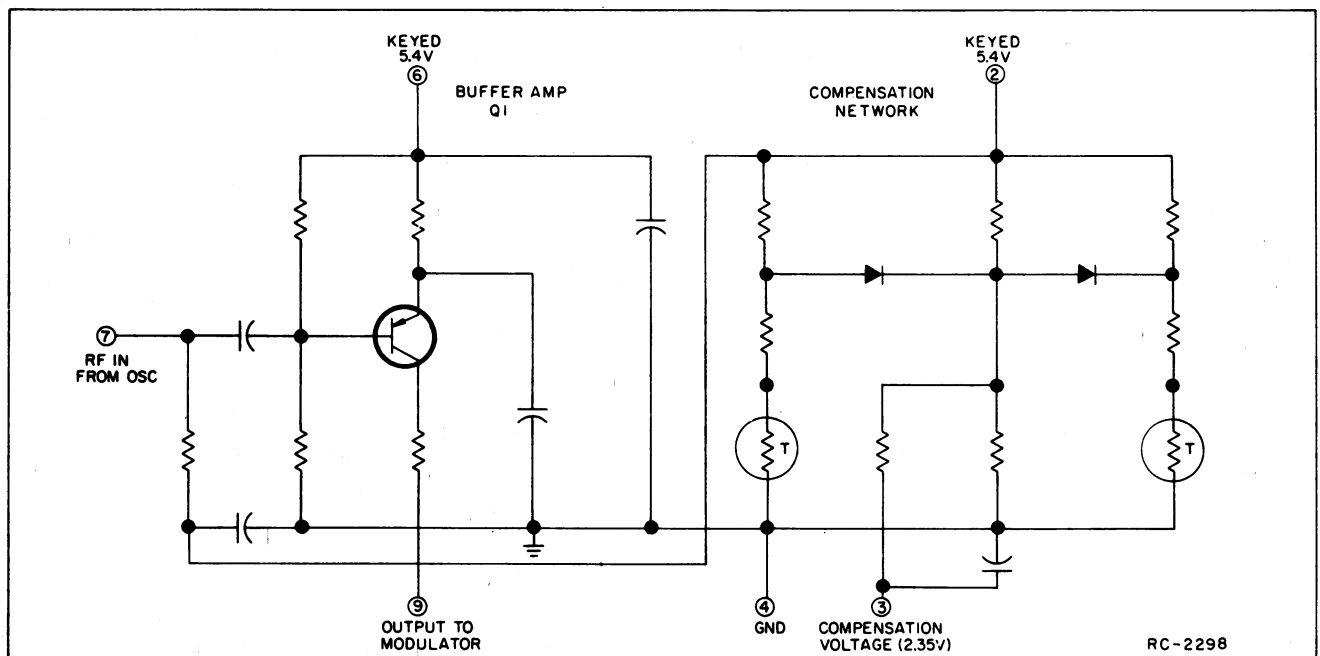 KEYED
5.4V
6
BUFFER AMP
Q1
KEYED
5.4V
2
COMPENSATION
NETWORK
7
RF IN
FROM OSC
T
T
9
OUTPUT TO
MODULATOR
4
GND
3
COMPENSATION
VOLTAGE (2.35V)
RC-2298